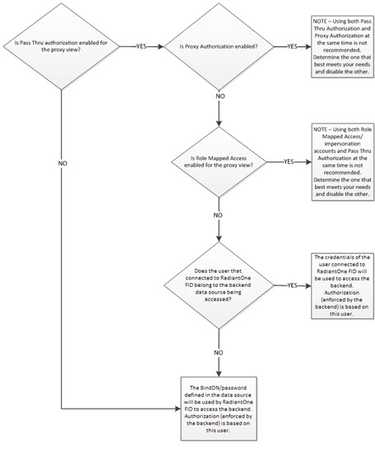 Is Pass Thru authorization enabled for
the proxy view?
YES
Is Proxy Authorization enabled?
YES
NOTE – Using both Pass
Thru Authorization and
Proxy Authorization at
the same time is not
recommended.
Determine the one that
best meets your needs
and disable the other.
NO
NO
Is Role Mapped Access
enabled for the proxy view?
YES
NOTE – Using both Role
Mapped Access/
impersonation
accounts and Pass Thru
Authorization at the
same time is not
recommended.
Determine the one that
best meets your needs
and disable the other.
NO
Does the user that
connected to RadiantOne
FID belong to the backend
data source being
accessed?
YES
The credentials of the
user connected to
RadiantOne FID will
be used to access the
backend.
Authorization
(enforced by the
backend) is based on
this user.
NO
The BindDN/password
defined in the data source
will be used by RadiantOne
FID to access the backend.
Authorization (enforced by
the backend) is based on
this user.